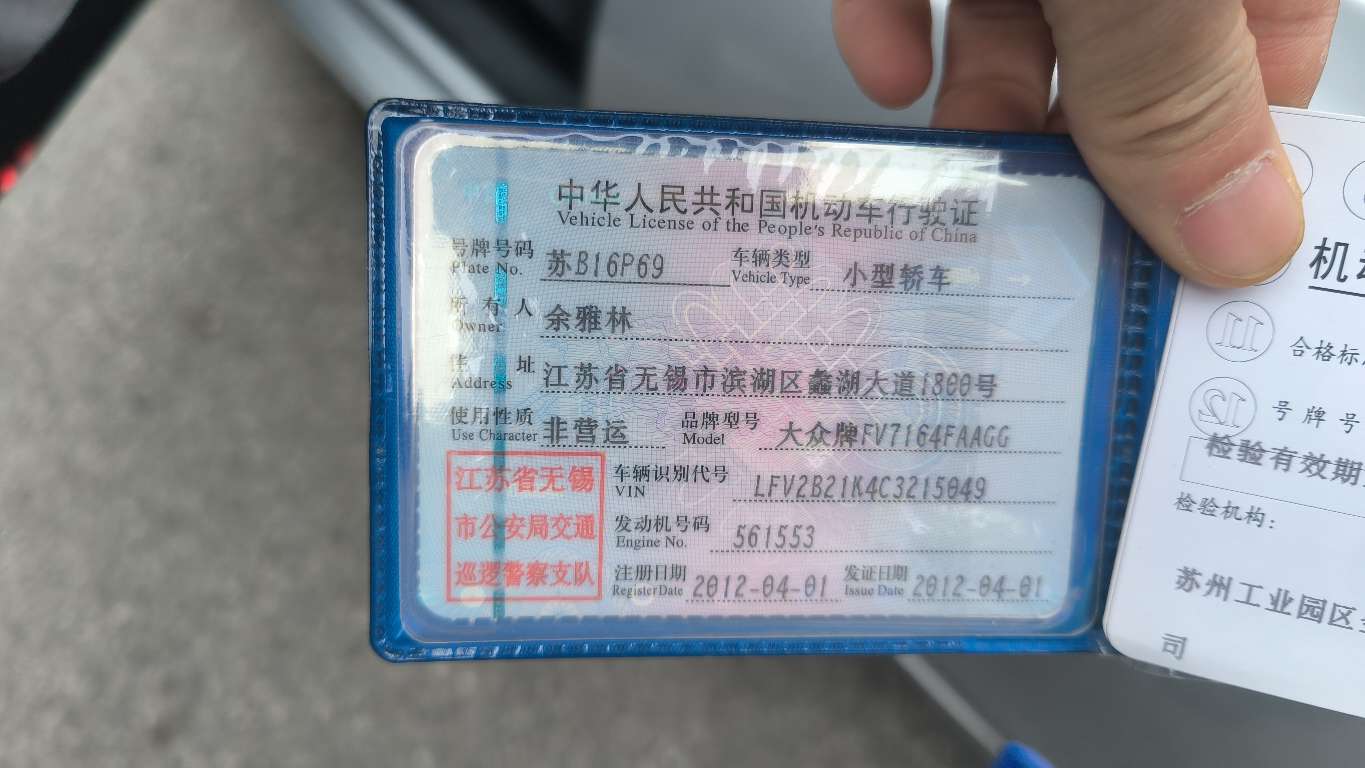 中华人民共和国机动车行驶证
Vehicle License of the People's Republic of China
号牌号码 苏B16P69 车辆类型 小型轿车
Plate No. Vehicle Type
所有人 余雅林
Owner
住址 江苏省无锡市滨湖区蠡湖大道1800号
Address
使用性质 非营运 品牌型号 大众牌FV7164FAAGG
Use Character Model
江苏省无锡
市公安局交通
巡逻警察支队
车辆识别代号 LFV2B21K4C3215049
VIN
发动机号码 561553
Engine No.
注册日期 2012-04-01 发证日期 2012-04-01
Register Date Issue Date
机
11 合格标
12 号牌号
检验有效期
检验机构:
苏州工业园区
司